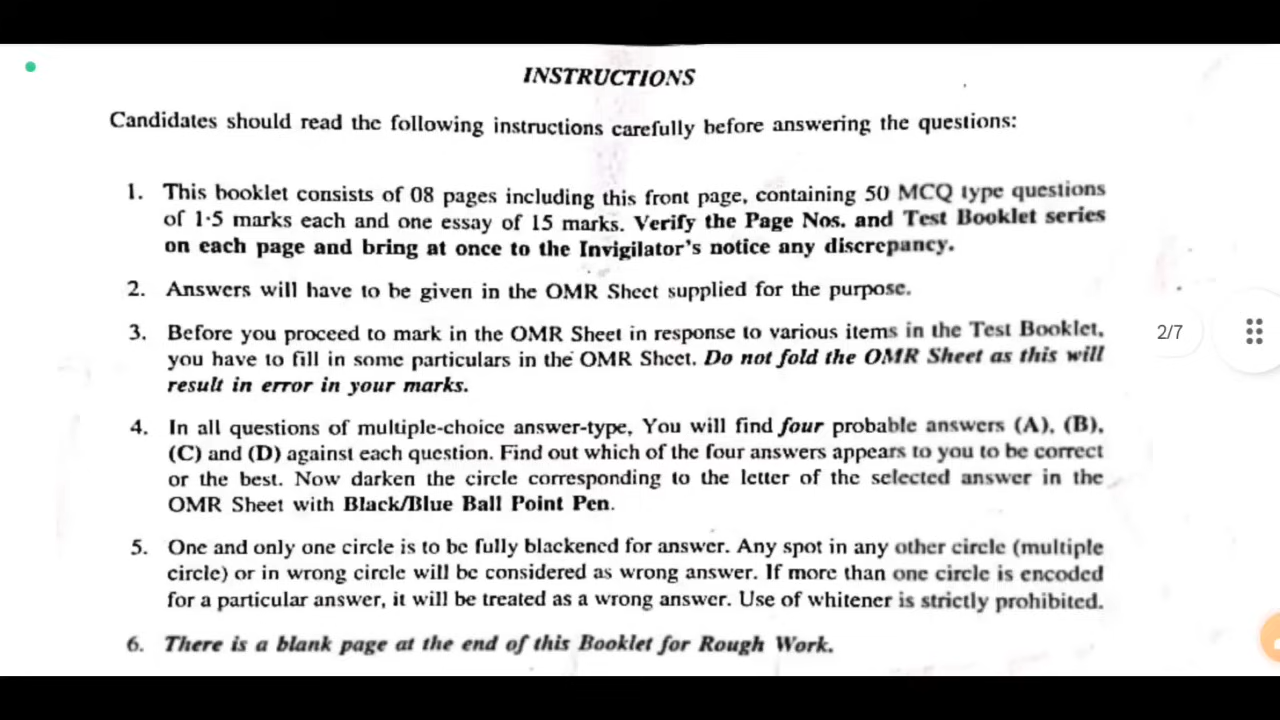 INSTRUCTIONS
Candidates should read the following instructions carefully before answering the questions:
1. This booklet consists of 08 pages including this front page, containing 50 MCQ type questions
of 1·5 marks each and one essay of 15 marks. Verify the Page Nos. and Test Booklet series
on each page and bring at once to the Invigilator's notice any discrepancy.
2. Answers will have to be given in the OMR Sheet supplied for the purpose.
3. Before you proceed to mark in the OMR Sheet in response to various items in the Test Booklet,
you have to fill in some particulars in the OMR Sheet. Do not fold the OMR Sheet as this will
result in error in your marks.
2/7
4. In all questions of multiple-choice answer-type, You will find four probable answers (A), (B),
(C) and (D) against each question. Find out which of the four answers appears to you to be correct
or the best. Now darken the circle corresponding to the letter of the selected answer in the
OMR Sheet with Black/Blue Ball Point Pen.
5. One and only one circle is to be fully blackened for answer. Any spot in any other circle (multiple
circle) or in wrong circle will be considered as wrong answer. If more than one circle is encoded
for a particular answer, it will be treated as a wrong answer. Use of whitener is strictly prohibited.
6. There is a blank page at the end of this Booklet for Rough Work.